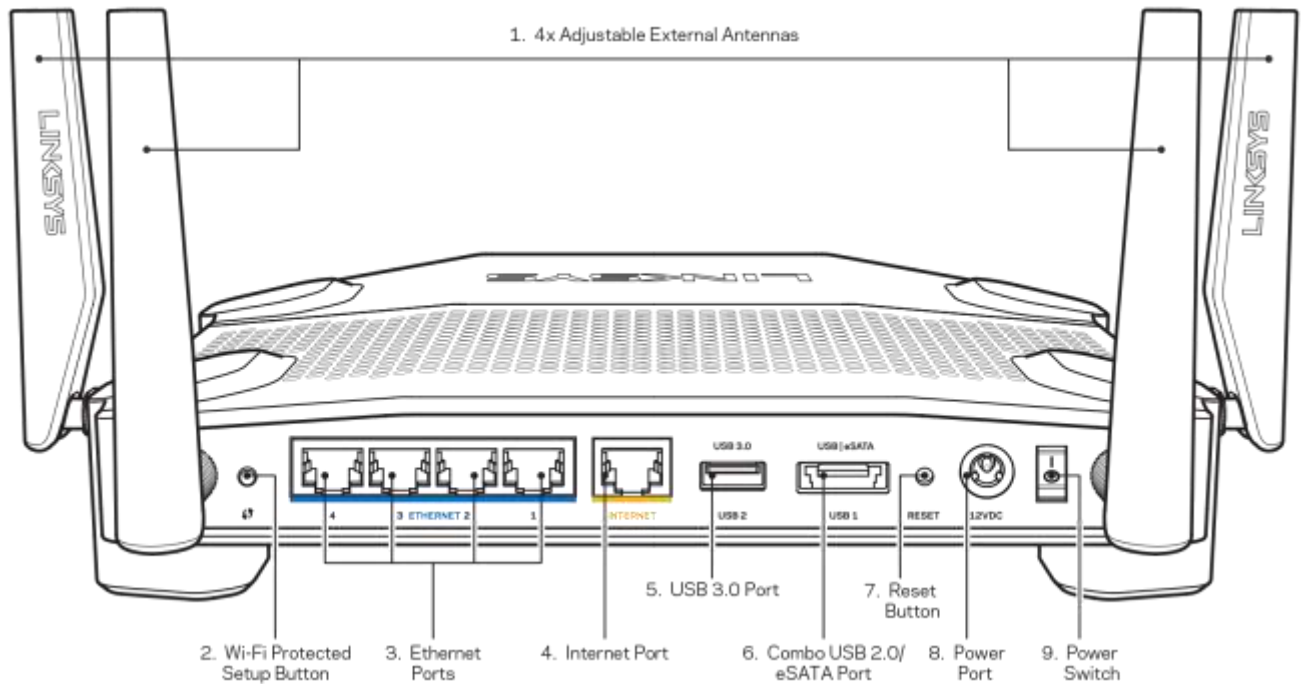 1. 4x Adjustable External Antennas
LINKSYS
LINKSYS
LINKSYS
USB 3.0
USB | eSATA
4
3
ETHERNET
2
1
INTERNET
USB 2
USB 1
RESET
12VDC
5. USB 3.0 Port
7. Reset
Button
2. Wi-Fi Protected
Setup Button
3. Ethernet
Ports
4. Internet Port
6. Combo USB 2.0/
eSATA Port
8. Power
Port
9. Power
Switch